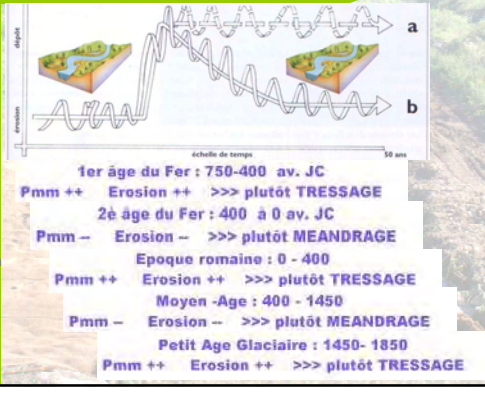 dépôt
a
érosion
b
échelle de temps
50 ans
1er âge du Fer : 750-400 av. JC
Pmm ++ Erosion ++ >>> plutôt TRESSAGE
2è âge du Fer : 400 à 0 av. JC
Pmm -- Erosion -- >>> plutôt MEANDRAGE
Epoque romaine : 0 - 400
Pmm ++ Erosion ++ >>> plutôt TRESSAGE
Moyen -Age : 400 - 1450
Pmm -- Erosion -- >>> plutôt MEANDRAGE
Petit Age Glaciaire : 1450- 1850
Pmm ++ Erosion ++ >>> plutôt TRESSAGE